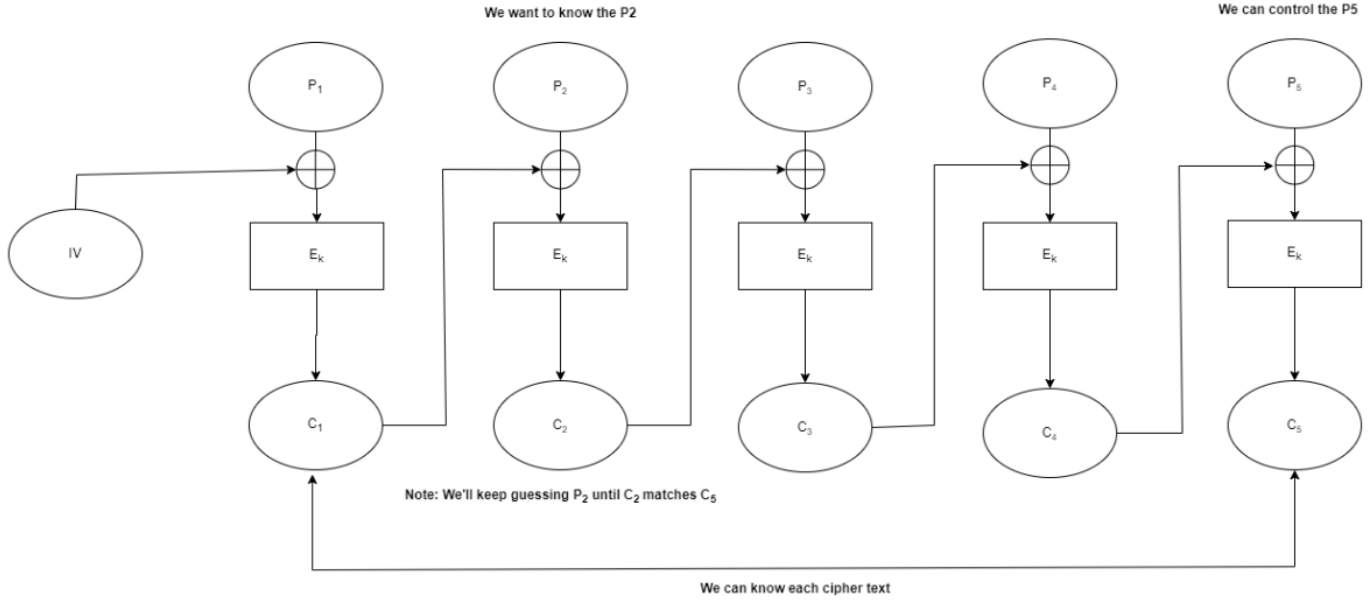 We want to know the P2
We can control the P5
P₁
P₂
P₃
P₄
P₅
IV
Eₖ
Eₖ
Eₖ
Eₖ
Eₖ
C₁
C₂
C₃
C₄
C₅
Note: We'll keep guessing P₂ until C₂ matches C₅
We can know each cipher text